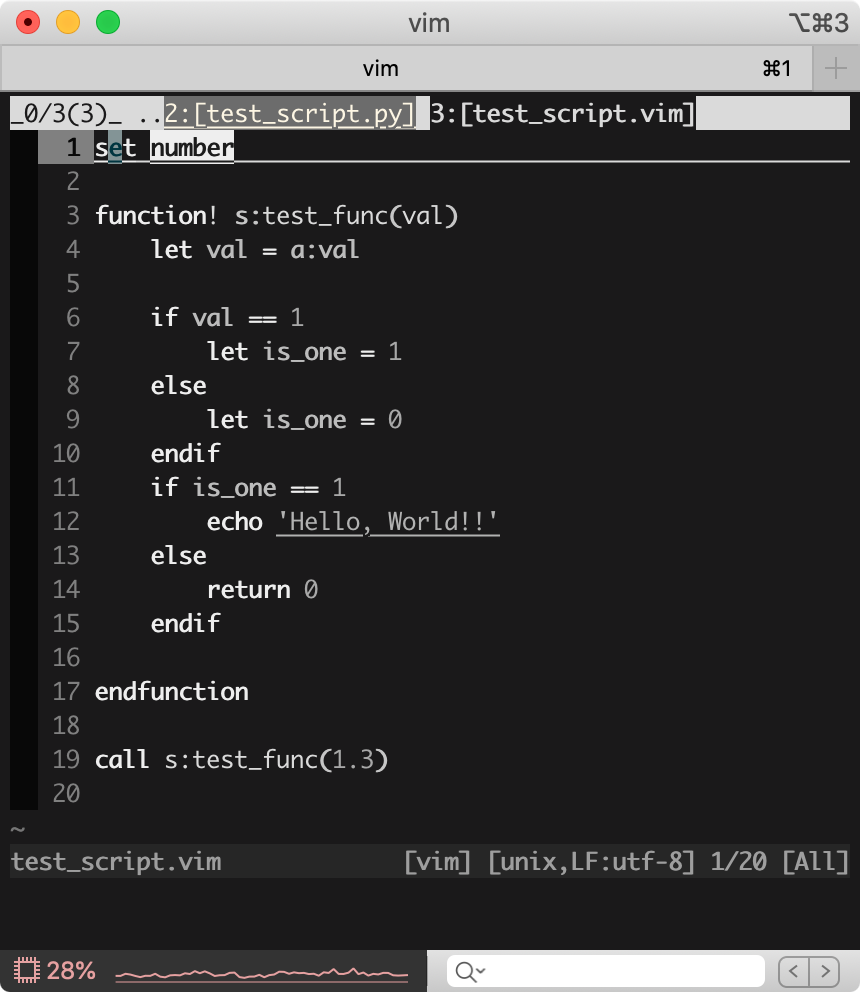 vim ⌥⌘3
vim ⌘1 +
_0/3(3)_ ..2:[test_script.py] 3:[test_script.vim]
1 set number
2
3 function! s:test_func(val)
4     let val = a:val
5
6     if val == 1
7         let is_one = 1
8     else
9         let is_one = 0
10     endif
11     if is_one == 1
12         echo 'Hello, World!!'
13     else
14         return 0
15     endif
16
17 endfunction
18
19 call s:test_func(1.3)
20
~
test_script.vim [vim] [unix,LF:utf-8] 1/20 [All]
28%